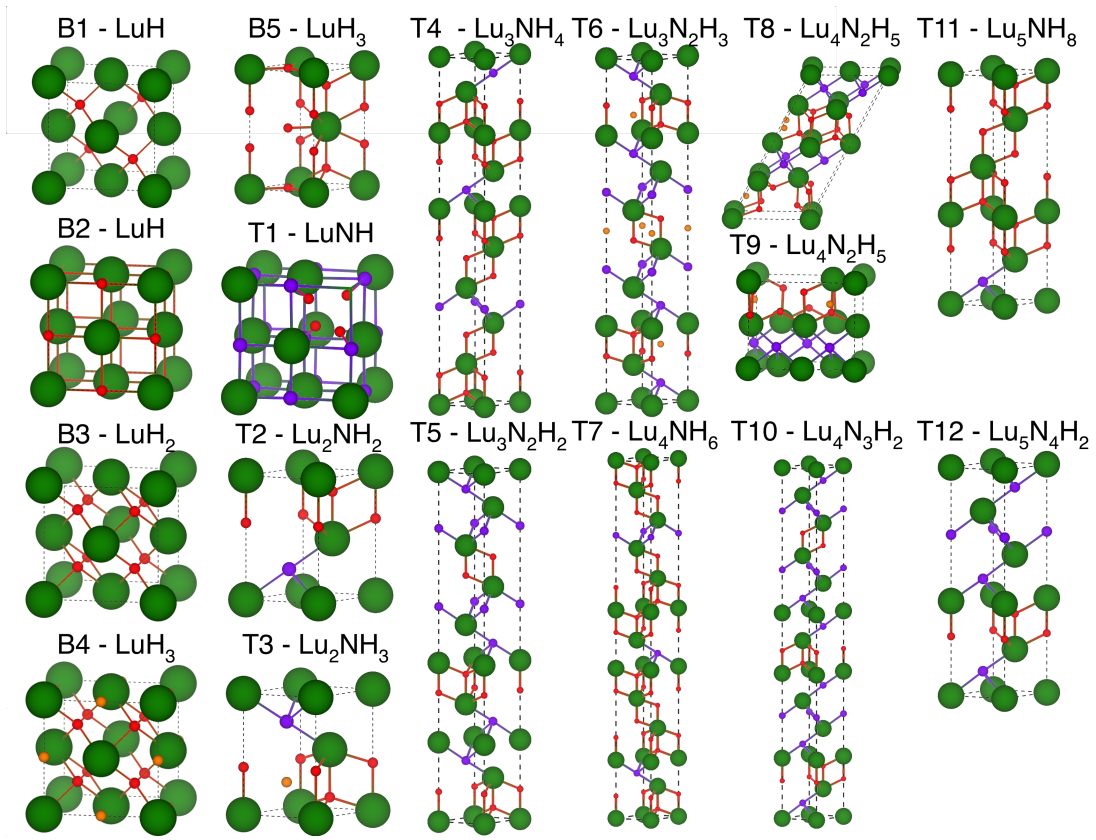 B1 - LuH
B5 - LuH₃
T4 - Lu₃NH₄
T6 - Lu₃N₂H₃
T8 - Lu₄N₂H₅
T11 - Lu₅NH₈
B2 - LuH
T1 - LuNH
T9 - Lu₄N₂H₅
B3 - LuH₂
T2 - Lu₂NH₂
T5 - Lu₃N₂H₂
T7 - Lu₄NH₆
T10 - Lu₄N₃H₂
T12 - Lu₅N₄H₂
B4 - LuH₃
T3 - Lu₂NH₃